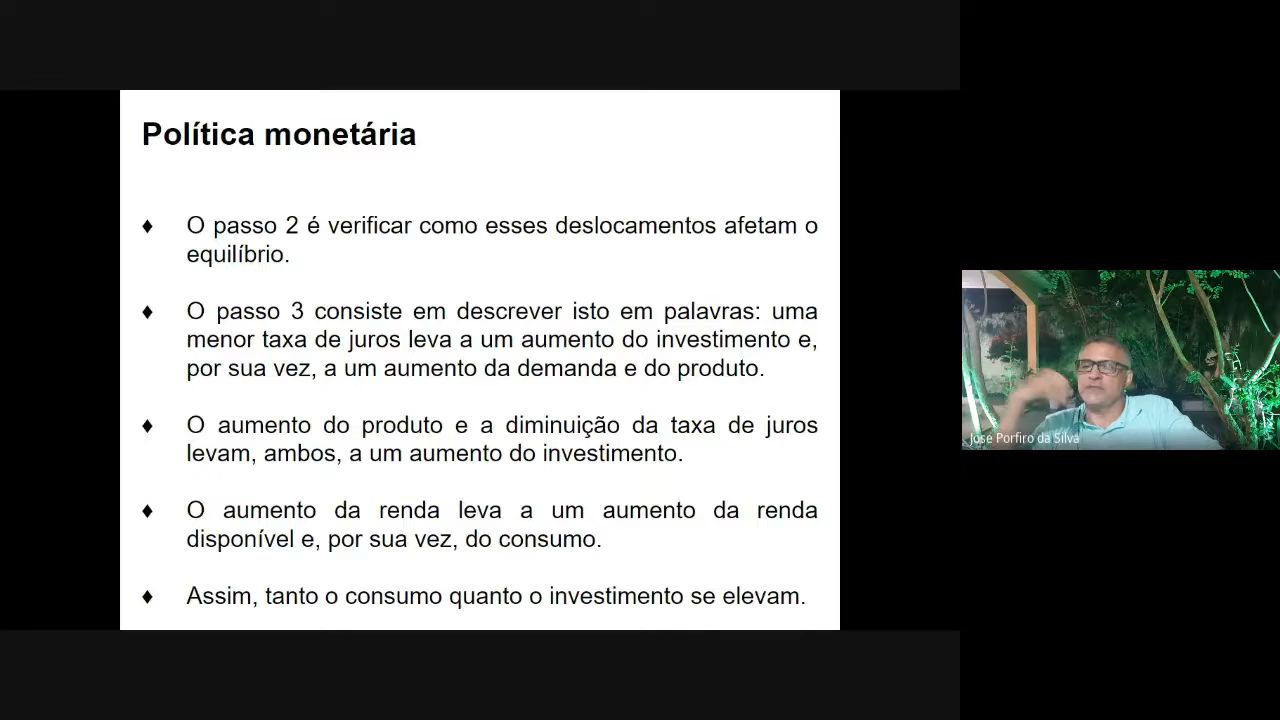 Política monetária
♦ O passo 2 é verificar como esses deslocamentos afetam o
equilíbrio.
♦ O passo 3 consiste em descrever isto em palavras: uma
menor taxa de juros leva a um aumento do investimento e,
por sua vez, a um aumento da demanda e do produto.
♦ O aumento do produto e a diminuição da taxa de juros
levam, ambos, a um aumento do investimento.
♦ O aumento da renda leva a um aumento da renda
disponível e, por sua vez, do consumo.
♦ Assim, tanto o consumo quanto o investimento se elevam.
Jose Porfiro da Silva